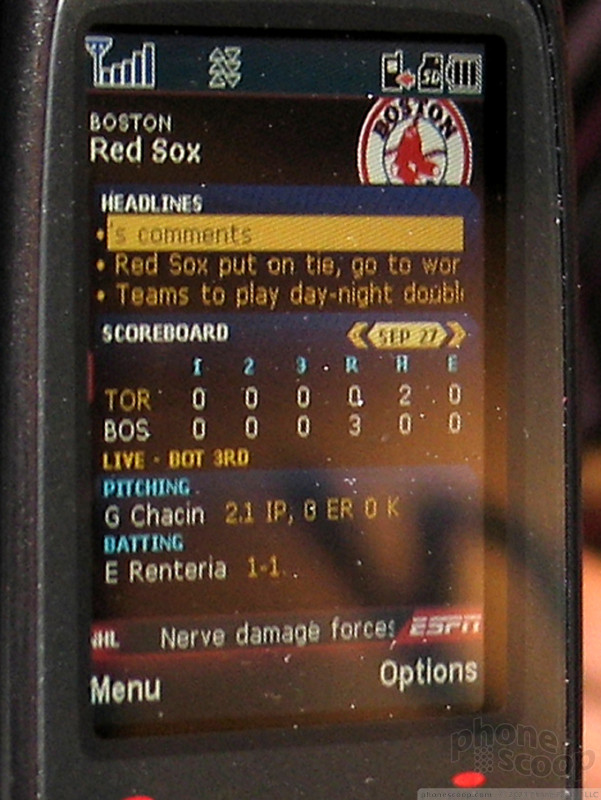 SD
BOSTON
Red Sox
BOSTON
HEADLINES
• 's comments
• Red Sox put on tie, go to wor
• Teams to play day-night doubl
SCOREBOARD
SEP 27
1 2 3 R H E
TOR 0 0 0 0 2 0
BOS 0 0 0 3 0 0
LIVE - BOT 3RD
PITCHING
G Chacin 2.1 IP, 0 ER 0 K
BATTING
E Renteria 1-1
NHL Nerve damage forces ESPN
Menu Options
phone scoop
phonescoop.com